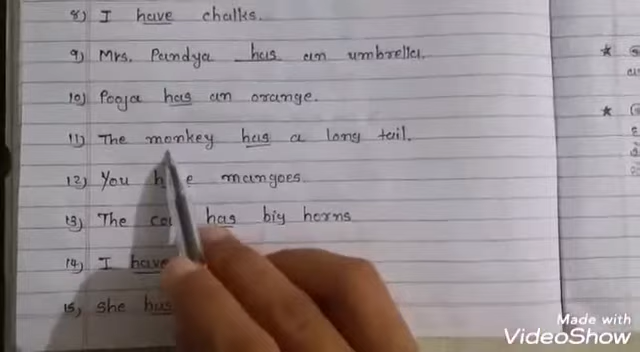 8) I have chalks.
9) Mrs. Pandya has an umbrella.
10) Pooja has an orange.
11) The monkey has a long tail.
12) You mangoes.
13) The has big horns
14) I have
15) She has
Made with
VideoShow